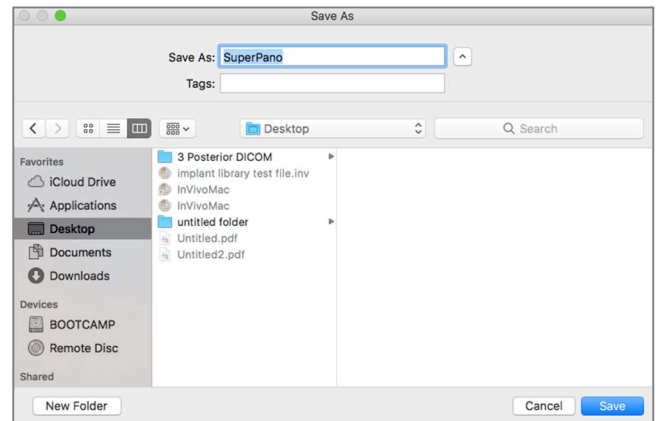 Save As
Save As: SuperPano
Tags:
Desktop
Search
Favorites
iCloud Drive
Applications
Desktop
Documents
Downloads
Devices
BOOTCAMP
Remote Disc
Shared
3 Posterior DICOM
implant library test file.inv
InVivoMac
InVivoMac
untitled folder
Untitled.pdf
Untitled2.pdf
New Folder
Cancel
Save